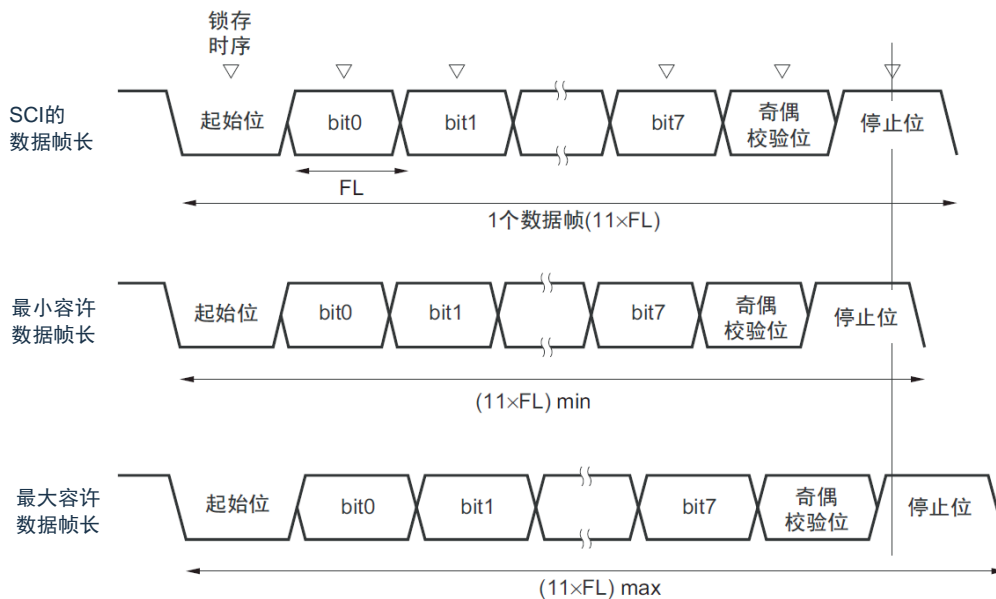 锁存
时序
SCI的
数据帧长
起始位
bit0
bit1
bit7
奇偶
校验位
停止位
FL
1个数据帧(11×FL)
最小容许
数据帧长
起始位
bit0
bit1
bit7
奇偶
校验位
停止位
(11×FL) min
最大容许
数据帧长
起始位
bit0
bit1
bit7
奇偶
校验位
停止位
(11×FL) max